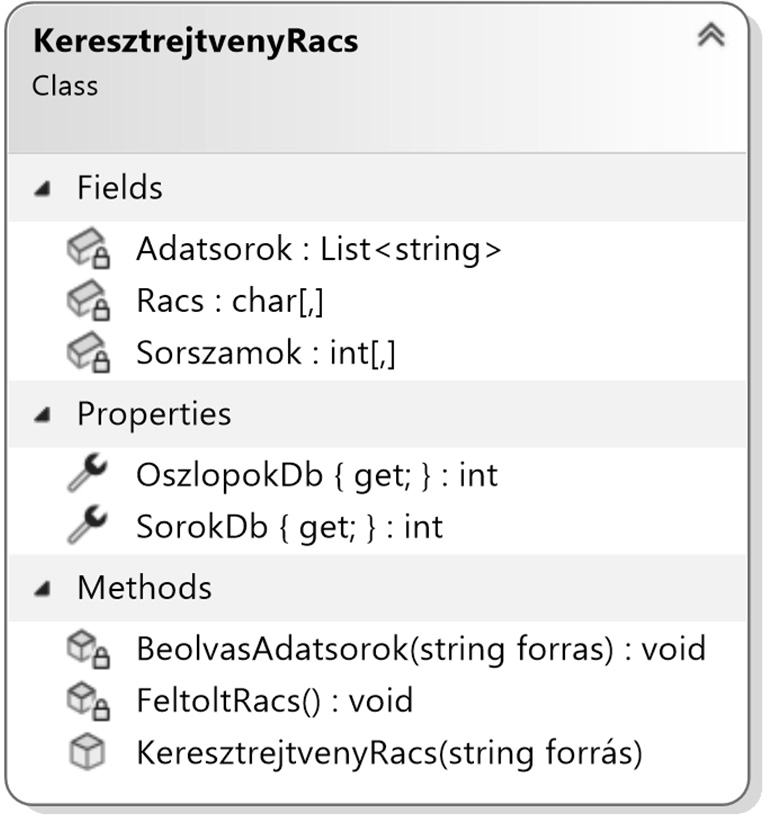 KeresztrejtvenyRacs
Class
Fields
Adatsorok : List<string>
Racs : char[,]
Sorszamok : int[,]
Properties
OszlopokDb { get; } : int
SorokDb { get; } : int
Methods
BeolvasAdatsorok(string forras) : void
FeltoltRacs() : void
KeresztrejtvenyRacs(string forrás)